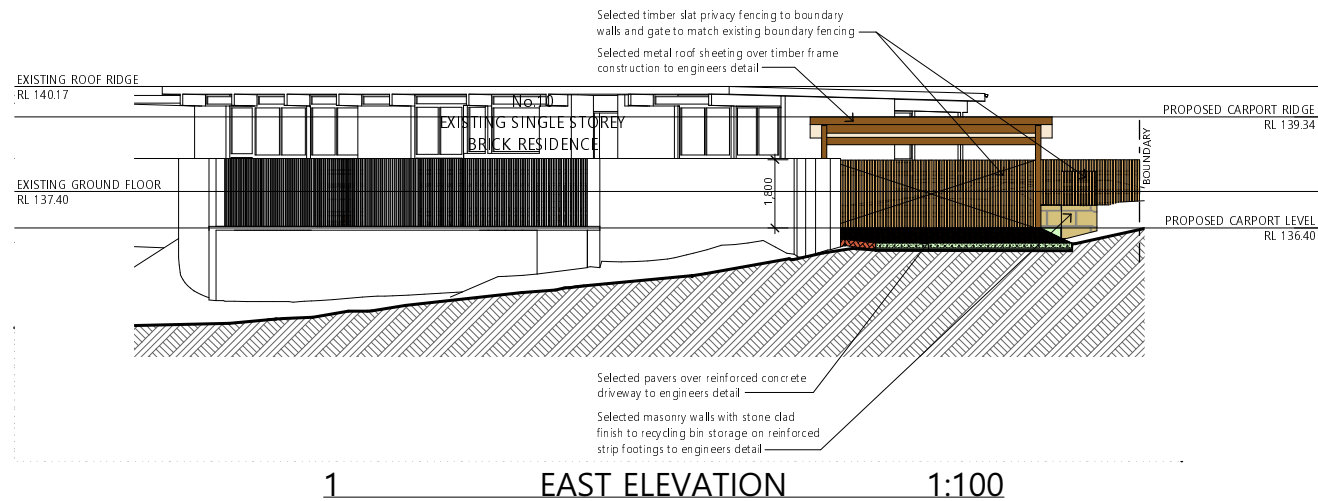 Selected timber slat privacy fencing to boundary
walls and gate to match existing boundary fencing
Selected metal roof sheeting over timber frame
construction to engineers detail
EXISTING ROOF RIDGE
RL 140.17
No.10
EXISTING SINGLE STOREY
BRICK RESIDENCE
PROPOSED CARPORT RIDGE
RL 139.34
BOUNDARY
EXISTING GROUND FLOOR
RL 137.40
1,800
PROPOSED CARPORT LEVEL
RL 136.40
Selected pavers over reinforced concrete
driveway to engineers detail
Selected masonry walls with stone clad
finish to recycling bin storage on reinforced
strip footings to engineers detail
1 EAST ELEVATION 1:100